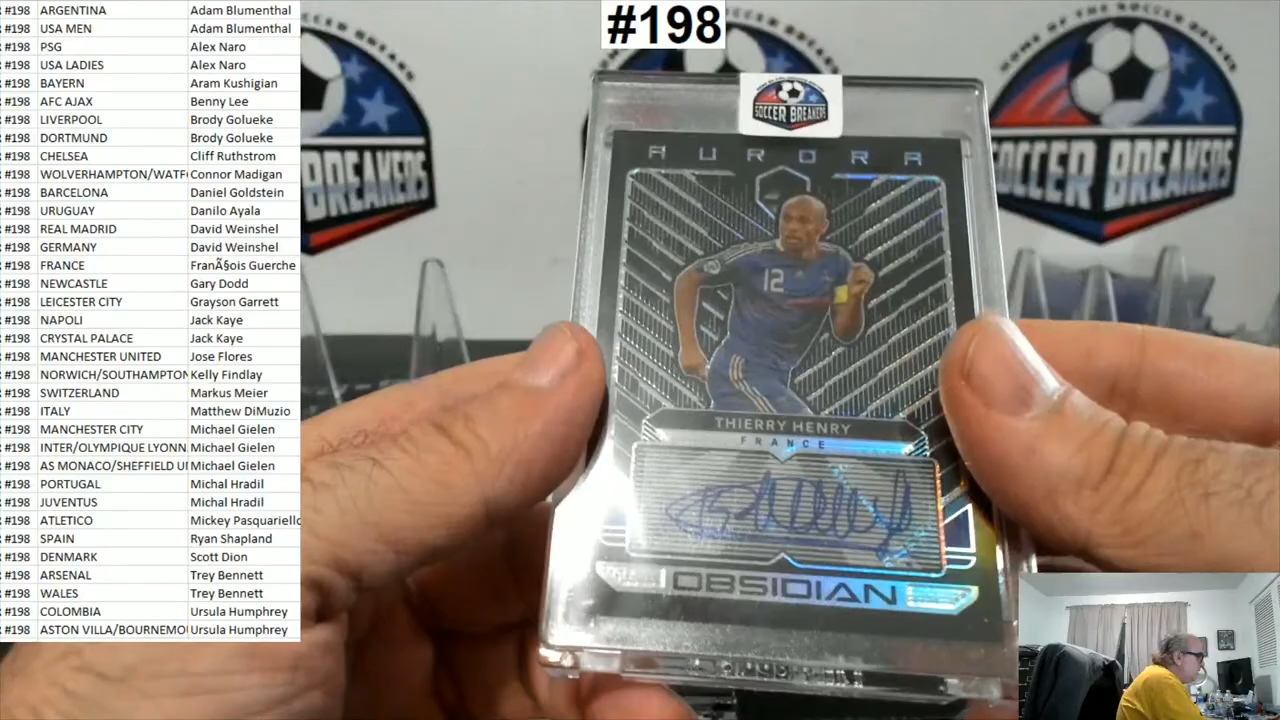 #198 ARGENTINA Adam Blumenthal
#198 USA MEN Adam Blumenthal
#198 PSG Alex Naro
#198 USA LADIES Alex Naro
#198 BAYERN Aram Kushigian
#198 AFC AJAX Benny Lee
#198 LIVERPOOL Brody Golueke
#198 DORTMUND Brody Golueke
#198 CHELSEA Cliff Ruthstrom
#198 WOLVERHAMPTON/WATF Connor Madigan
#198 BARCELONA Daniel Goldstein
#198 URUGUAY Danilo Ayala
#198 REAL MADRID David Weinshel
#198 GERMANY David Weinshel
#198 FRANCE FranÃ§ois Guerche
#198 NEWCASTLE Gary Dodd
#198 LEICESTER CITY Grayson Garrett
#198 NAPOLI Jack Kaye
#198 CRYSTAL PALACE Jack Kaye
#198 MANCHESTER UNITED Jose Flores
#198 NORWICH/SOUTHAMPTON Kelly Findlay
#198 SWITZERLAND Markus Meier
#198 ITALY Matthew DiMuzio
#198 MANCHESTER CITY Michael Gielen
#198 INTER/OLYMPIQUE LYONN Michael Gielen
#198 AS MONACO/SHEFFIELD U Michael Gielen
#198 PORTUGAL Michal Hradil
#198 JUVENTUS Michal Hradil
#198 ATLETICO Mickey Pasquariello
#198 SPAIN Ryan Shapland
#198 DENMARK Scott Dion
#198 ARSENAL Trey Bennett
#198 WALES Trey Bennett
#198 COLOMBIA Ursula Humphrey
#198 ASTON VILLA/BOURNEMO Ursula Humphrey
#198
SOCCER BREAKERS
AURORA
12
THIERRY HENRY
FRANCE
OBSIDIAN
BREAKERS
SOCCER BREAKERS